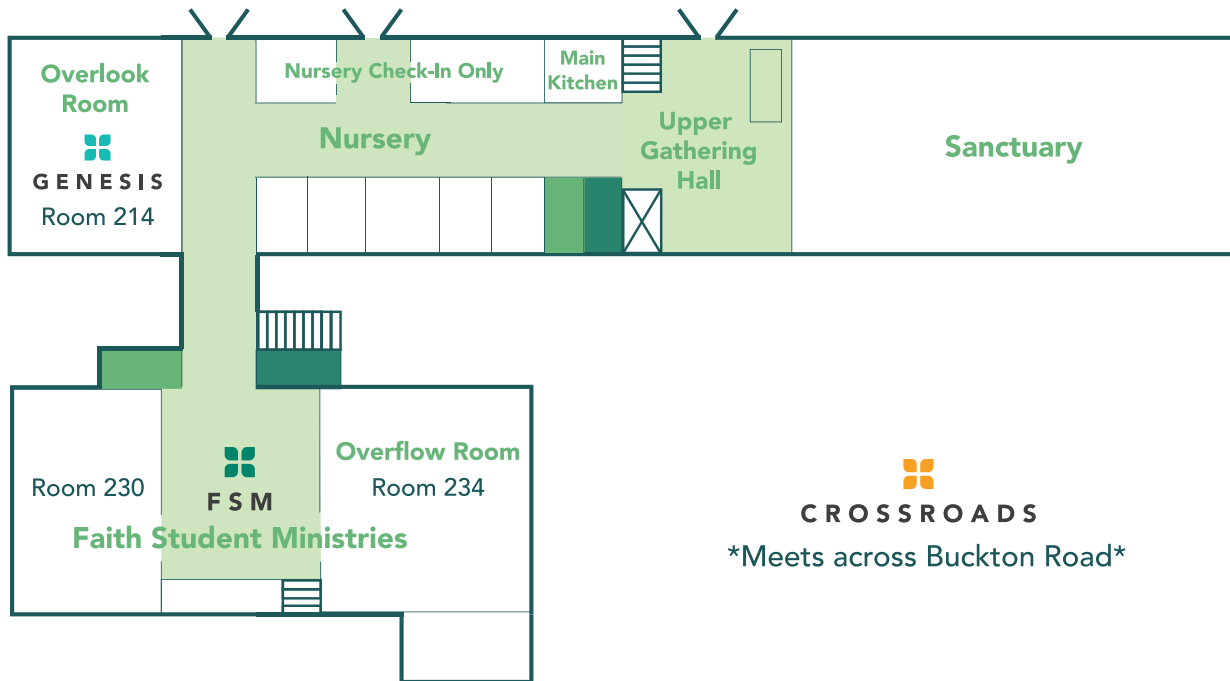 Overlook
Room
GENESIS
Room 214
Nursery Check-In Only
Main
Kitchen
Nursery
Upper
Gathering
Hall
Sanctuary
Room 230
FSM
Overflow Room
Room 234
Faith Student Ministries
CROSSROADS
*Meets across Buckton Road*